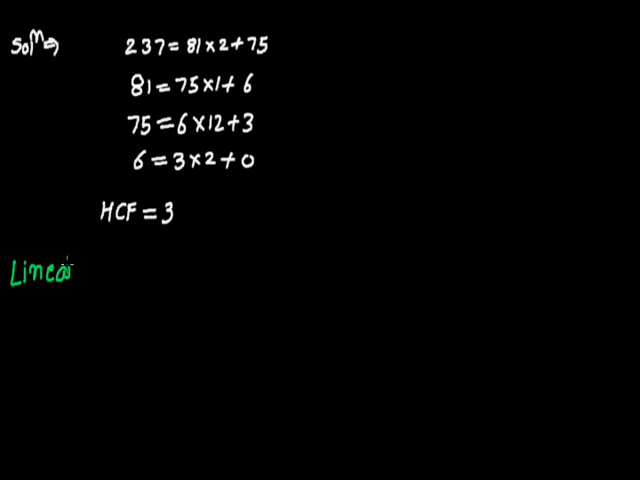 Solⁿ⇒ 237 = 81 × 2 + 75
81 = 75 × 1 + 6
75 = 6 × 12 + 3
6 = 3 × 2 + 0
HCF = 3
Linea